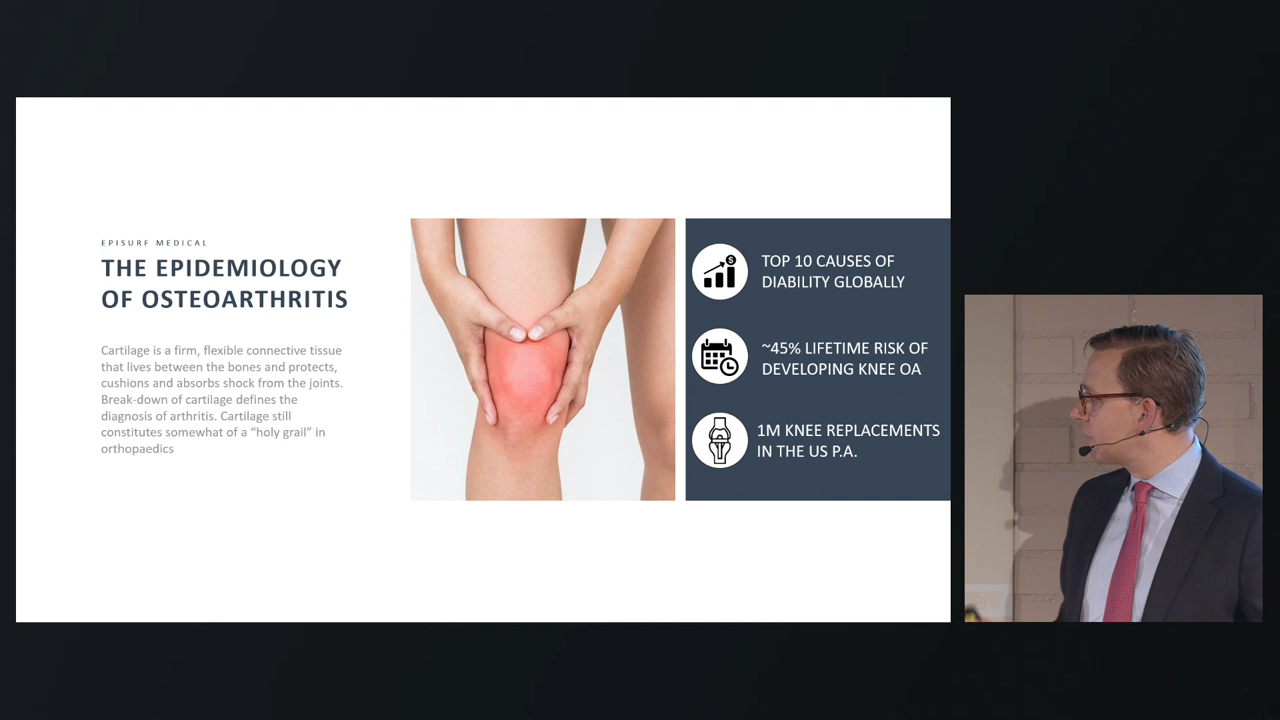 EPISURF MEDICAL
THE EPIDEMIOLOGY
OF OSTEOARTHRITIS
Cartilage is a firm, flexible connective tissue
that lives between the bones and protects,
cushions and absorbs shock from the joints.
Break-down of cartilage defines the
diagnosis of arthritis. Cartilage still
constitutes somewhat of a “holy grail” in
orthopaedics
TOP 10 CAUSES OF
DIABILITY GLOBALLY
~45% LIFETIME RISK OF
DEVELOPING KNEE OA
1M KNEE REPLACEMENTS
IN THE US P.A.